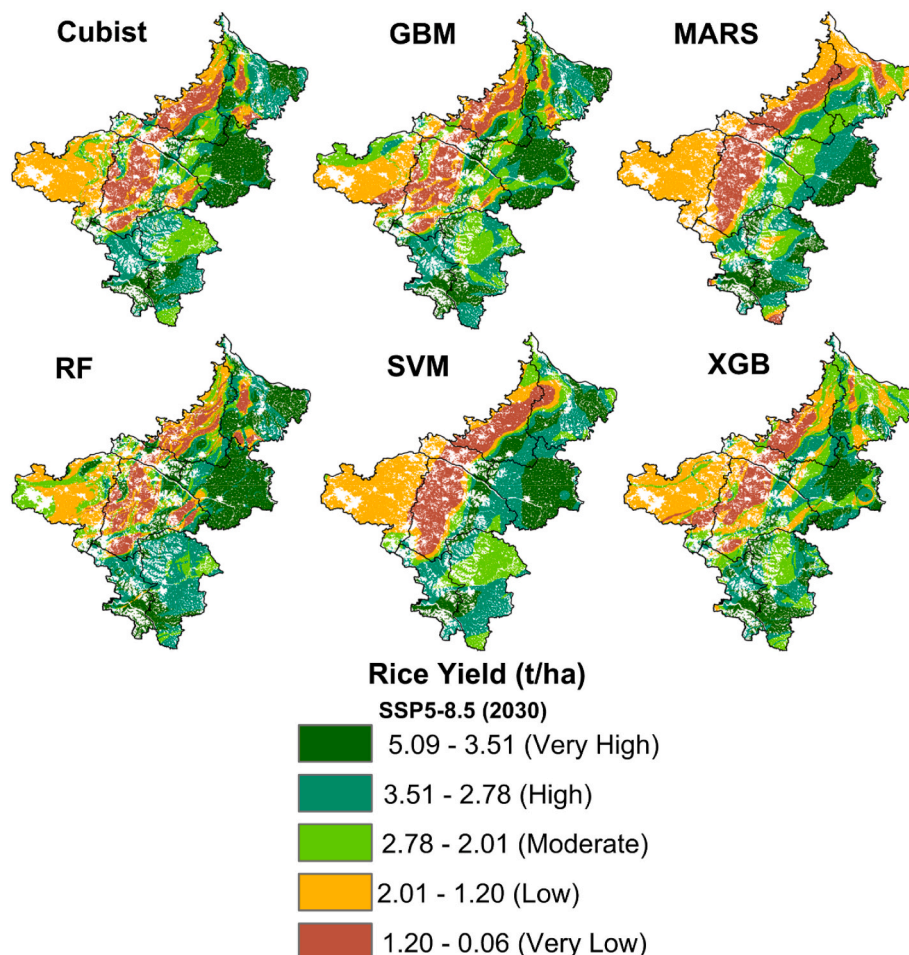 Cubist GBM MARS
RF SVM XGB
Rice Yield (t/ha)
SSP5-8.5 (2030)
5.09 - 3.51 (Very High)
3.51 - 2.78 (High)
2.78 - 2.01 (Moderate)
2.01 - 1.20 (Low)
1.20 - 0.06 (Very Low)